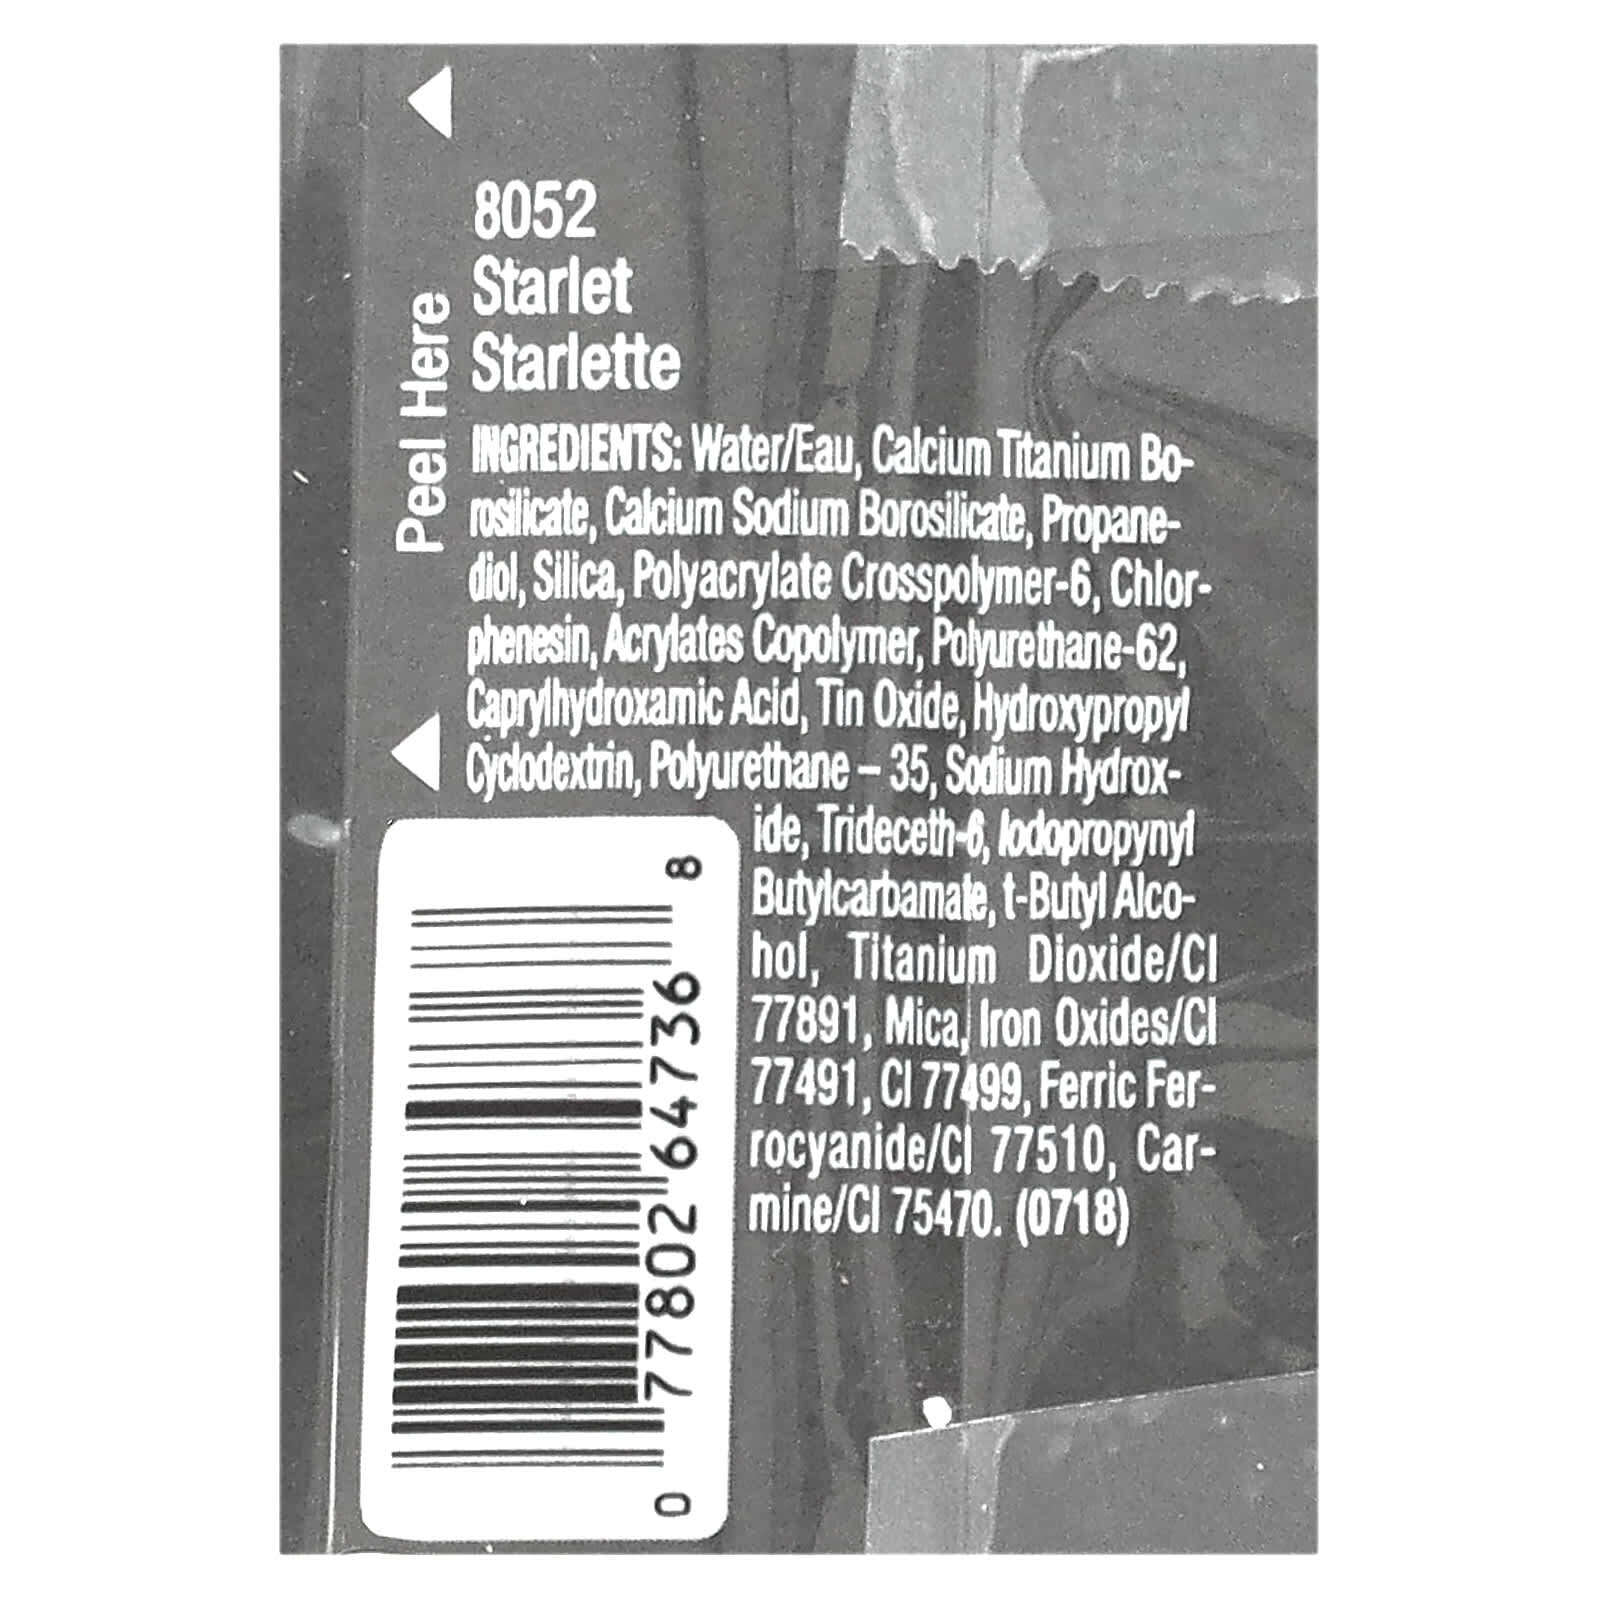 8052
Starlet
Starlette
Peel Here
INGREDIENTS: Water/Eau, Calcium Titanium Bo-
rosilicate, Calcium Sodium Borosilicate, Propane-
diol, Silica, Polyacrylate Crosspolymer-6, Chlor-
phenesin, Acrylates Copolymer, Polyurethane-62,
Caprylhydroxamic Acid, Tin Oxide, Hydroxypropyl
Cyclodextrin, Polyurethane – 35, Sodium Hydrox-
ide, Trideceth-6, Iodopropynyl
Butylcarbamate, t-Butyl Alco-
hol, Titanium Dioxide/CI
77891, Mica, Iron Oxides/CI
77491, CI 77499, Ferric Fer-
rocyanide/CI 77510, Car-
mine/CI 75470. (0718)
0 77802 64736 8